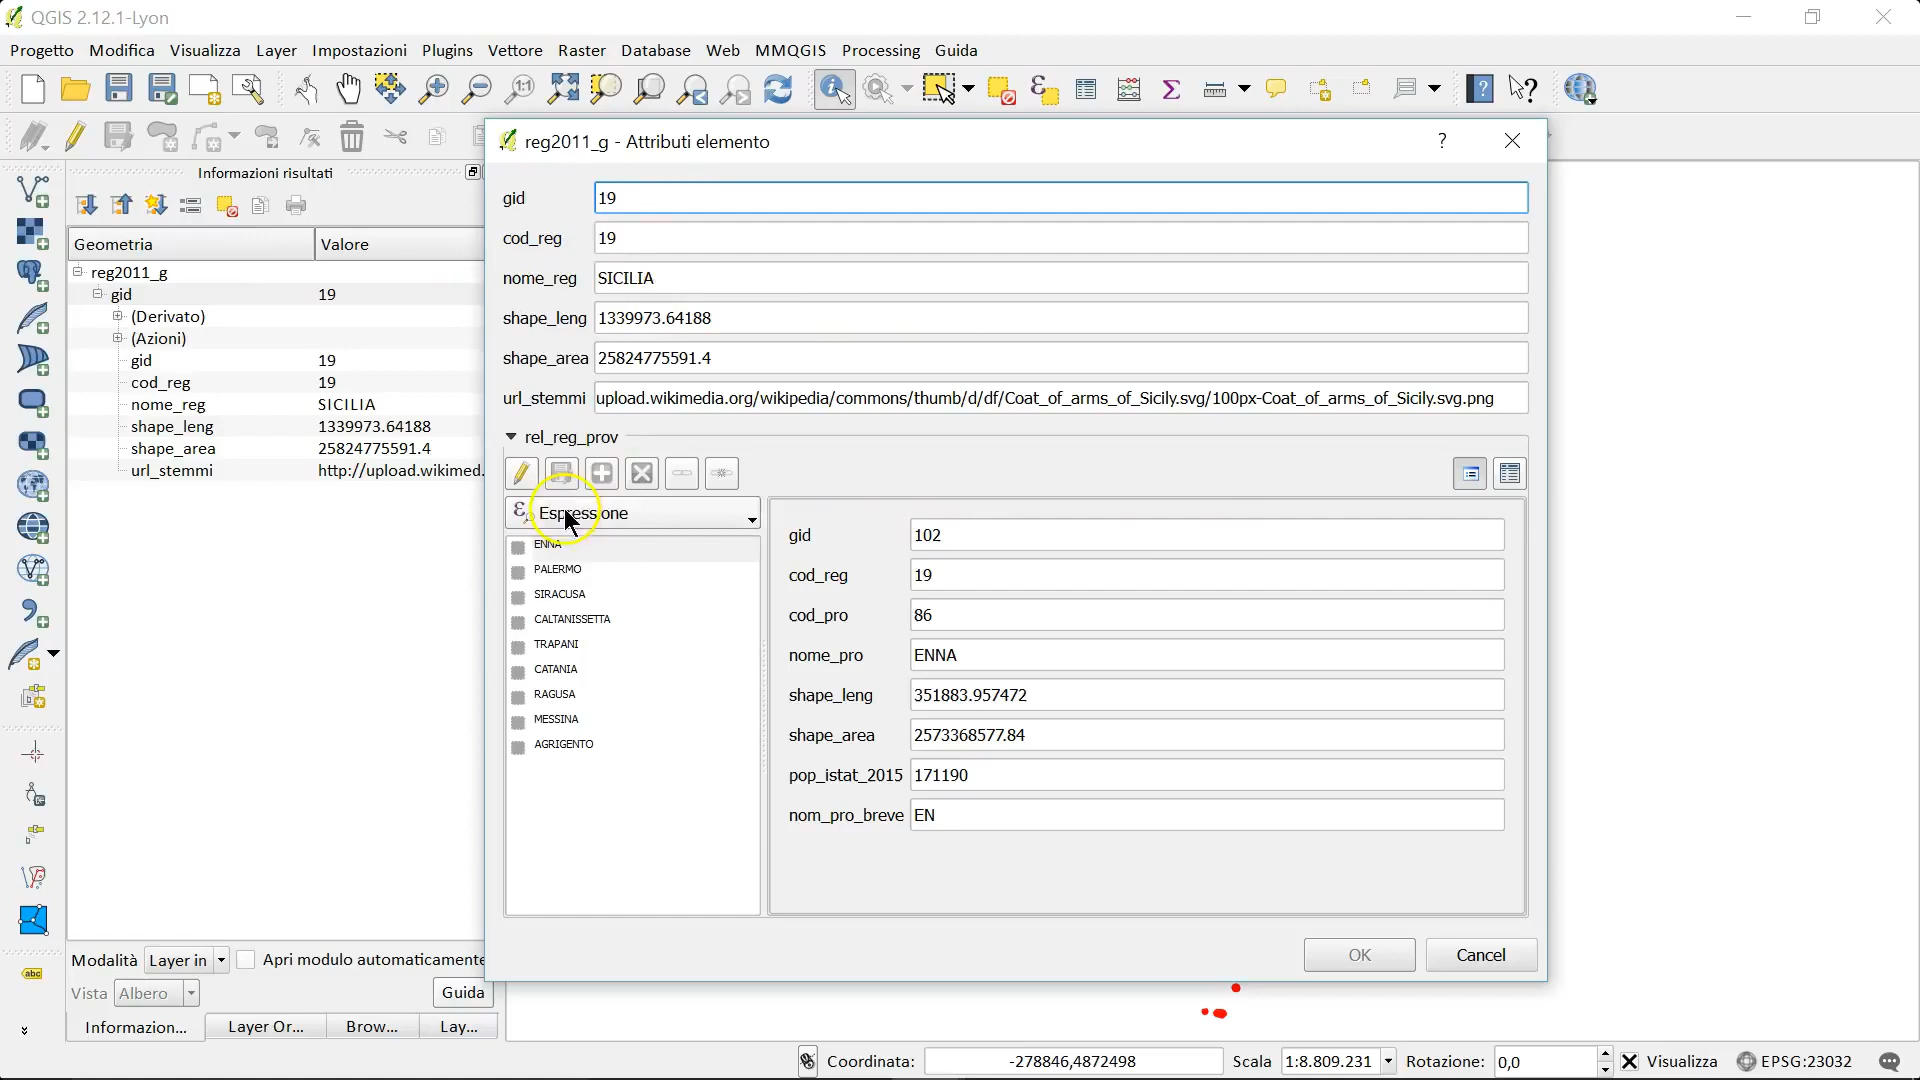 QGIS 2.12.1-Lyon
Progetto Modifica Visualizza Layer Impostazioni Plugins Vettore Raster Database Web MMQGIS Processing Guida
1:1
reg2011_g - Attributi elemento
Informazioni risultati
Geometria Valore
reg2011_g
gid 19
(Derivato)
(Azioni)
gid 19
cod_reg 19
nome_reg SICILIA
shape_leng 1339973.64188
shape_area 25824775591.4
url_stemmi http://upload.wikimed.
gid 19
cod_reg 19
nome_reg SICILIA
shape_leng 1339973.64188
shape_area 25824775591.4
url_stemmi upload.wikimedia.org/wikipedia/commons/thumb/d/df/Coat_of_arms_of_Sicily.svg/100px-Coat_of_arms_of_Sicily.svg.png
rel_reg_prov
Espressione
ENNA
PALERMO
SIRACUSA
CALTANISSETTA
TRAPANI
CATANIA
RAGUSA
MESSINA
AGRIGENTO
gid 102
cod_reg 19
cod_pro 86
nome_pro ENNA
shape_leng 351883.957472
shape_area 2573368577.84
pop_istat_2015 171190
nom_pro_breve EN
OK Cancel
abc
Modalità Layer in Apri modulo automaticamente
Vista Albero Guida
Informazion... Layer Or... Brow... Lay...
Coordinata: -278846,4872498 Scala 1:8.809.231 Rotazione: 0,0 Visualizza EPSG:23032